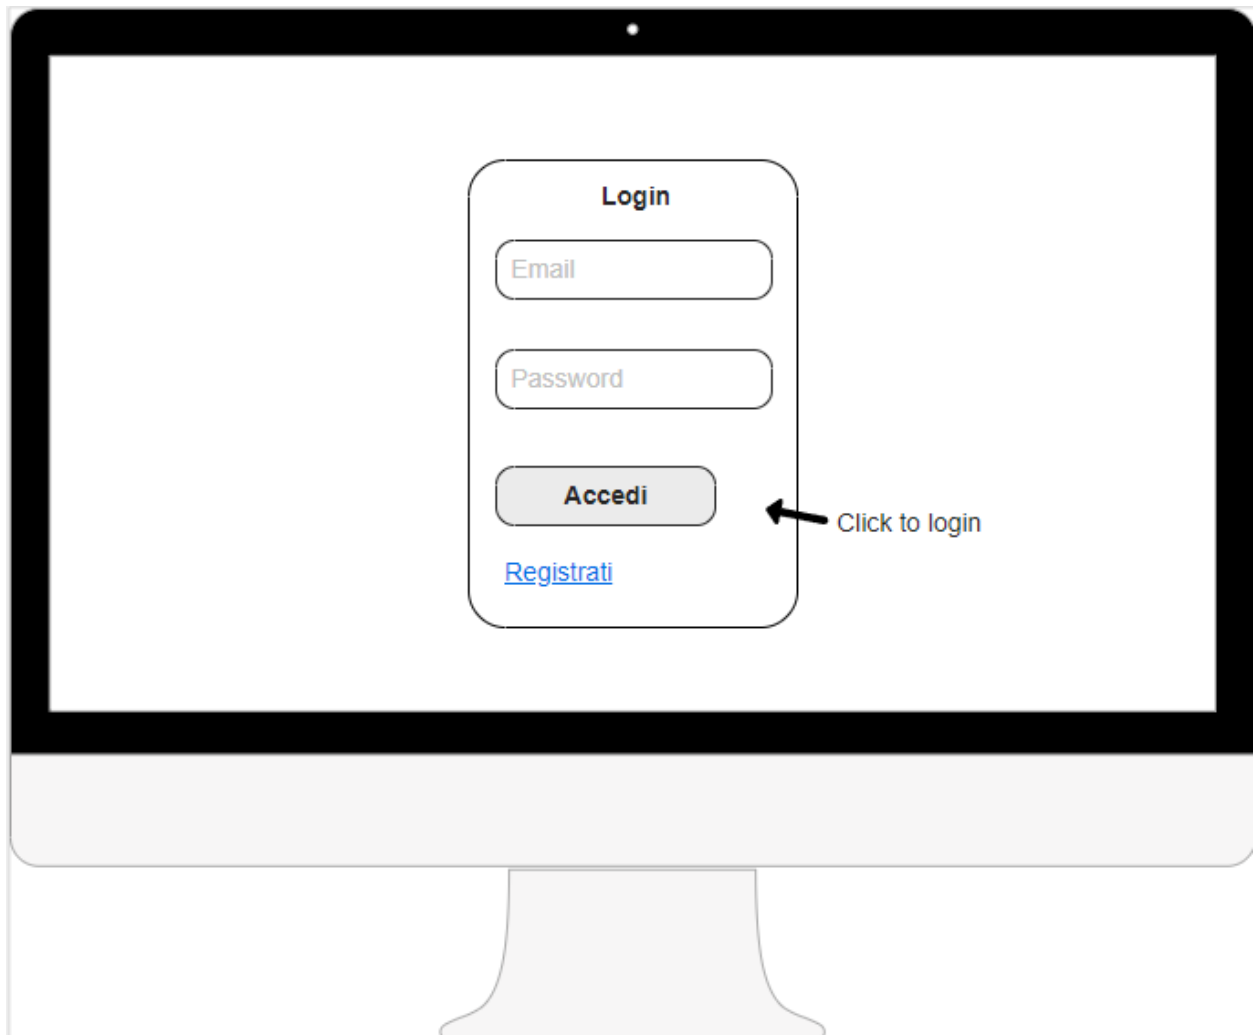 Login
Email
Password
Accedi
Click to login
Registrati